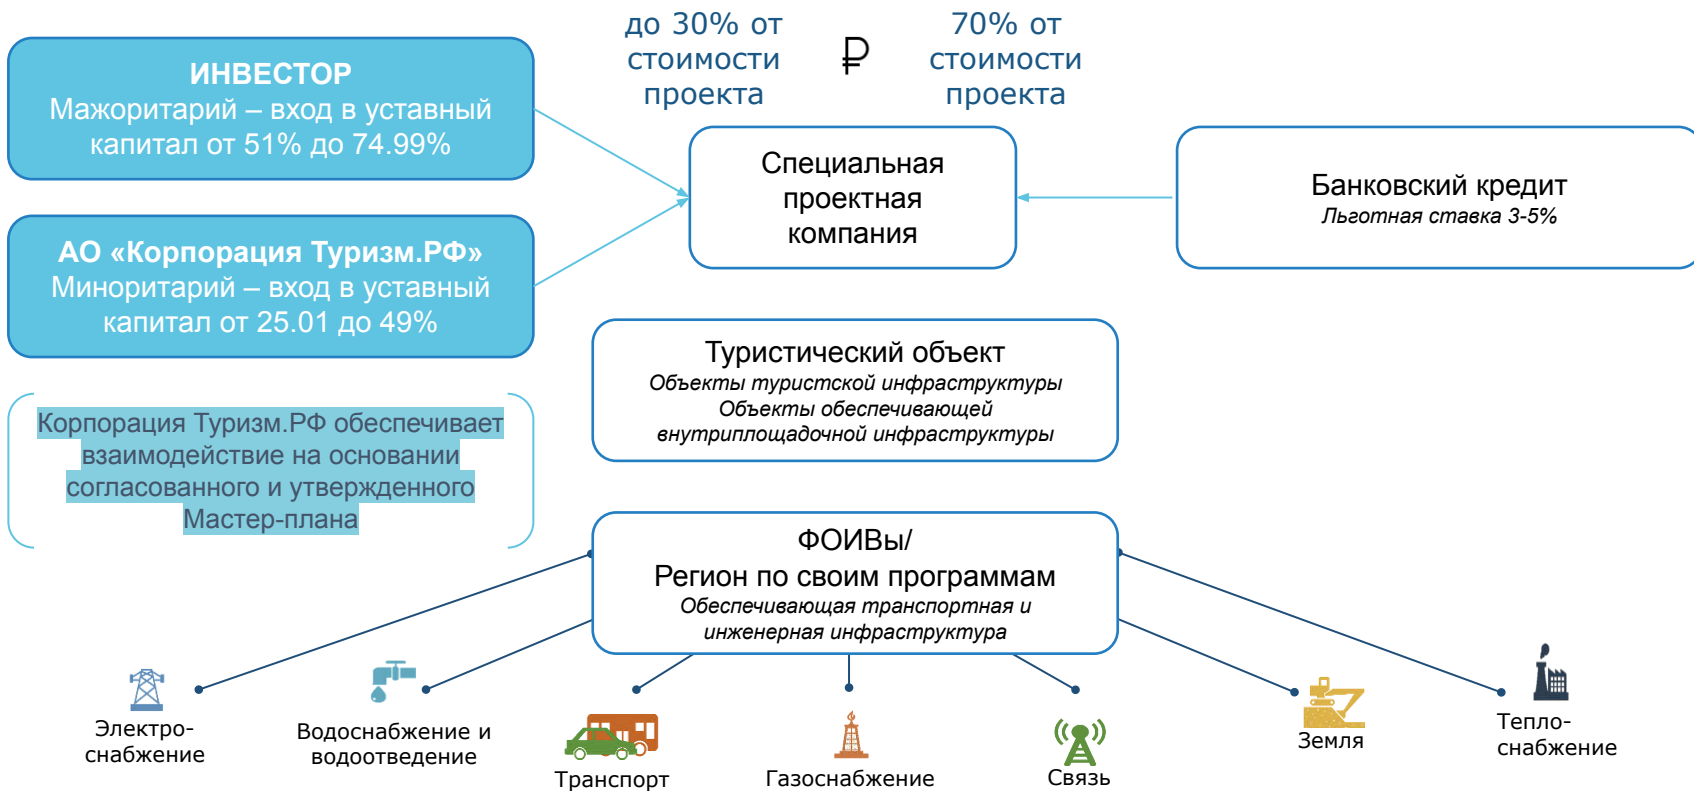 до 30% от
стоимости
проекта
₽
70% от
стоимости
проекта
ИНВЕСТОР
Мажоритарий – вход в уставный
капитал от 51% до 74.99%
Специальная
проектная
компания
Банковский кредит
Льготная ставка 3-5%
АО «Корпорация Туризм.РФ»
Миноритарий – вход в уставный
капитал от 25.01 до 49%
Туристический объект
Объекты туристской инфраструктуры
Объекты обеспечивающей
внутриплощадочной инфраструктуры
Корпорация Туризм.РФ обеспечивает
взаимодействие на основании
согласованного и утвержденного
Мастер-плана
ФОИВы/
Регион по своим программам
Обеспечивающая транспортная и
инженерная инфраструктура
Электро-
снабжение
Водоснабжение и
водоотведение
Транспорт
Газоснабжение
Связь
Земля
Тепло-
снабжение